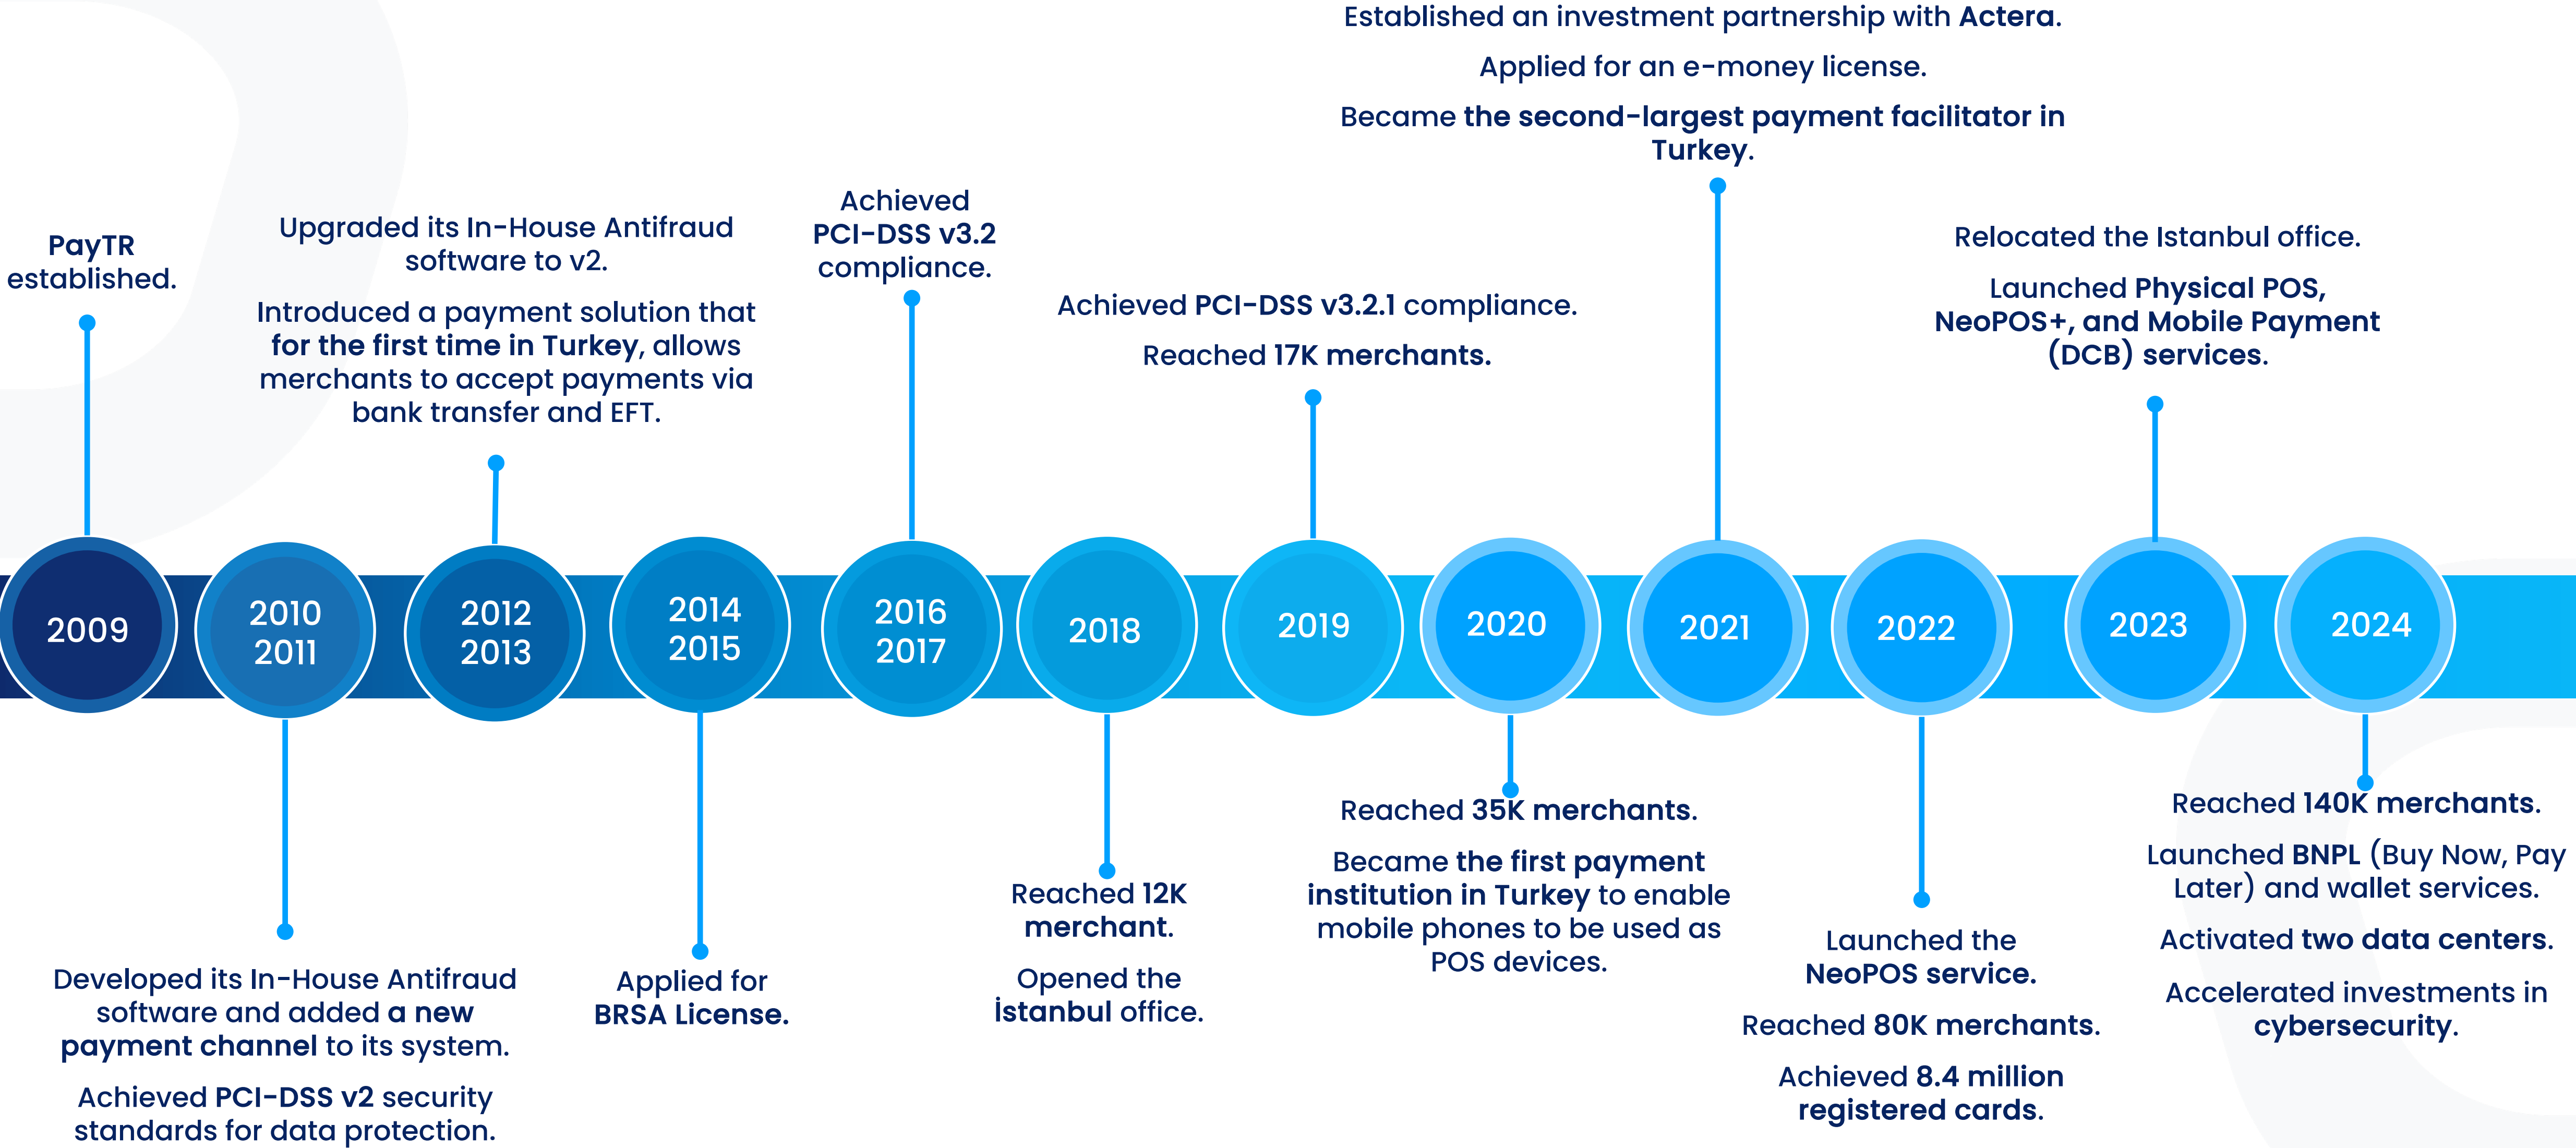 PayTR
established.
2009
2010
2011
Developed its In-House Antifraud
software and added a new
payment channel to its system.
Achieved PCI-DSS v2 security
standards for data protection.
Upgraded its In-House Antifraud
software to v2.
Introduced a payment solution that
for the first time in Turkey, allows
merchants to accept payments via
bank transfer and EFT.
2012
2013
2014
2015
Applied for
BRSA License.
Achieved
PCI-DSS v3.2
compliance.
2016
2017
2018
Reached 12K
merchant.
Opened the
İstanbul office.
Achieved PCI-DSS v3.2.1 compliance.
Reached 17K merchants.
2019
2020
Reached 35K merchants.
Became the first payment
institution in Turkey to enable
mobile phones to be used as
POS devices.
Established an investment partnership with Actera.
Applied for an e-money license.
Became the second-largest payment facilitator in
Turkey.
2021
2022
Launched the
NeoPOS service.
Reached 80K merchants.
Achieved 8.4 million
registered cards.
Relocated the Istanbul office.
Launched Physical POS,
NeoPOS+, and Mobile Payment
(DCB) services.
2023
2024
Reached 140K merchants.
Launched BNPL (Buy Now, Pay
Later) and wallet services.
Activated two data centers.
Accelerated investments in
cybersecurity.